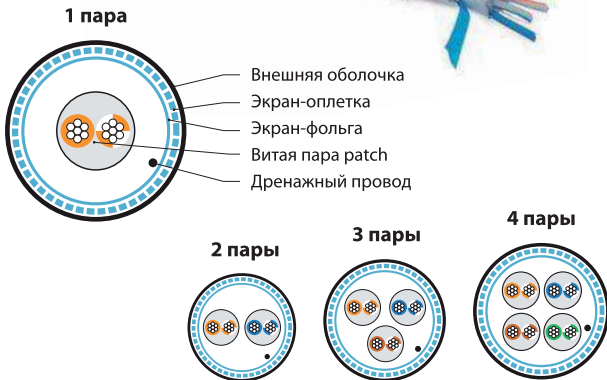 1 пара
Внешняя оболочка
Экран-оплетка
Экран-фольга
Витая пара patch
Дренажный провод
2 пары
3 пары
4 пары